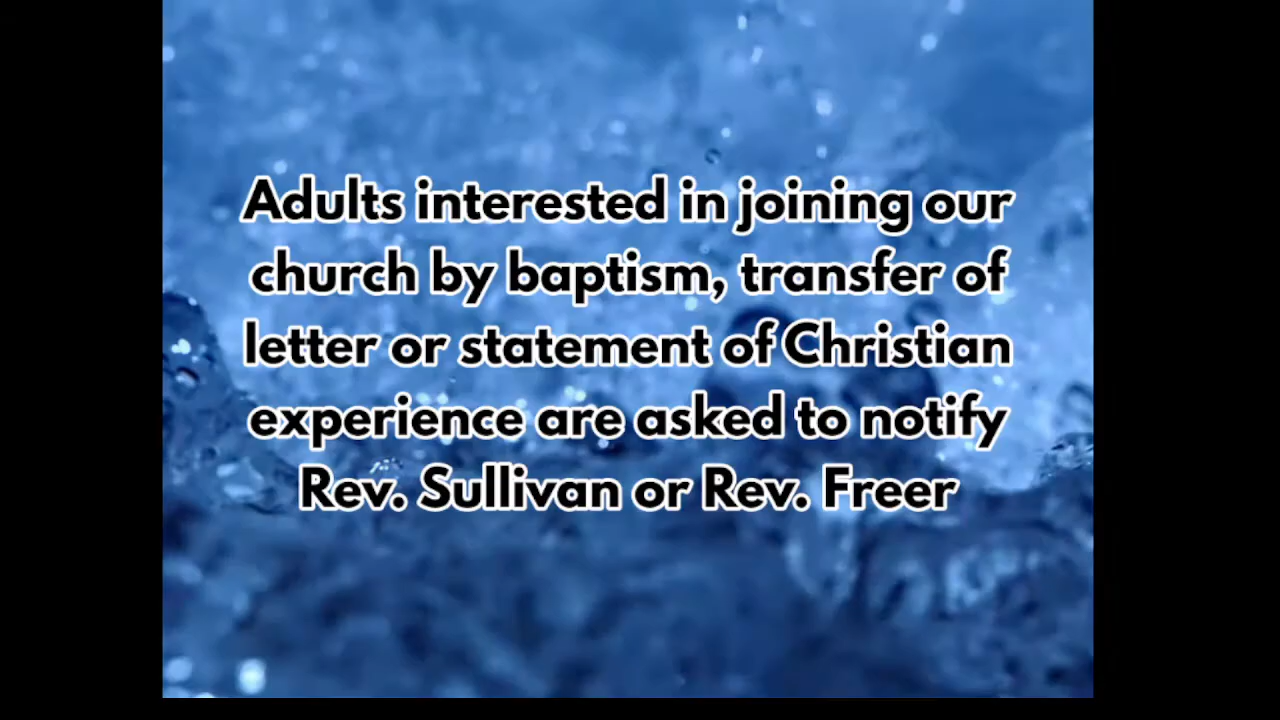 Adults interested in joining our
church by baptism, transfer of
letter or statement of Christian
experience are asked to notify
Rev. Sullivan or Rev. Freer